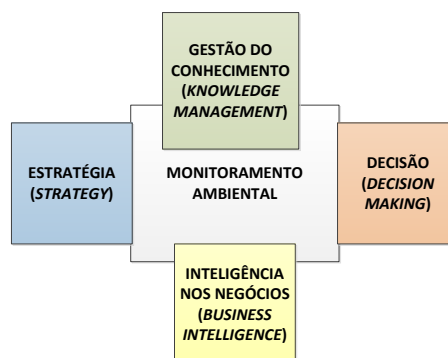 GESTÃO DO
CONHECIMENTO
(KNOWLEDGE
MANAGEMENT)
ESTRATÉGIA
(STRATEGY)
MONITORAMENTO
AMBIENTAL
DECISÃO
(DECISION
MAKING)
INTELIGÊNCIA
NOS NEGÓCIOS
(BUSINESS
INTELLIGENCE)